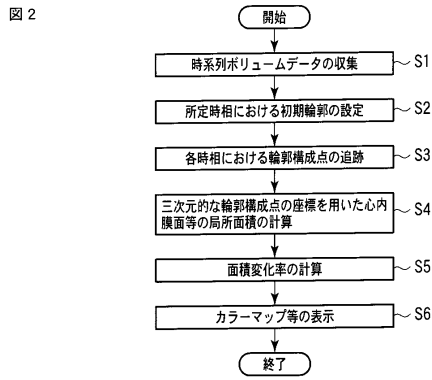 図2
開始
時系列ボリュームデータの収集
S1
所定時相における初期輪郭の設定
S2
各時相における輪郭構成点の追跡
S3
三次元的な輪郭構成点の座標を用いた心内
膜面等の局所面積の計算
S4
面積変化率の計算
S5
カラーマップ等の表示
S6
終了